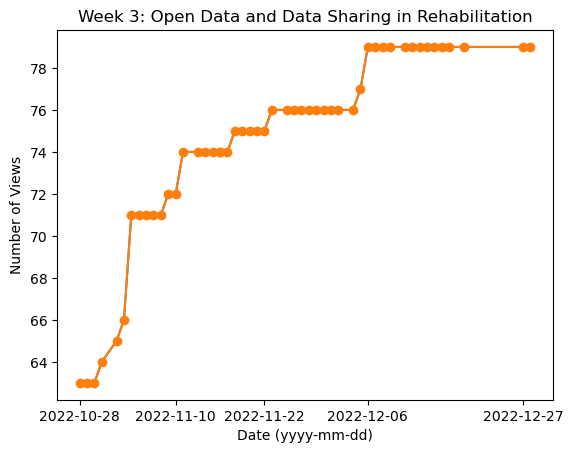 Week 3: Open Data and Data Sharing in Rehabilitation
Number of Views
78
76
74
72
70
68
66
64
2022-10-28 2022-11-10 2022-11-22 2022-12-06 2022-12-27
Date (yyyy-mm-dd)